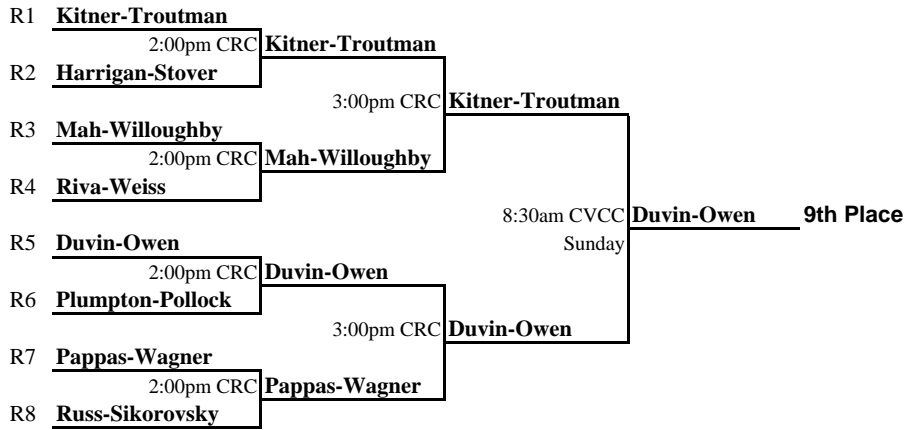 R1 Kitner-Troutman
2:00pm CRC Kitner-Troutman
R2 Harrigan-Stover
3:00pm CRC Kitner-Troutman
R3 Mah-Willoughby
2:00pm CRC Mah-Willoughby
R4 Riva-Weiss
8:30am CVCC Duvin-Owen 9th Place
R5 Duvin-Owen Sunday
2:00pm CRC Duvin-Owen
R6 Plumpton-Pollock
3:00pm CRC Duvin-Owen
R7 Pappas-Wagner
2:00pm CRC Pappas-Wagner
R8 Russ-Sikorovsky